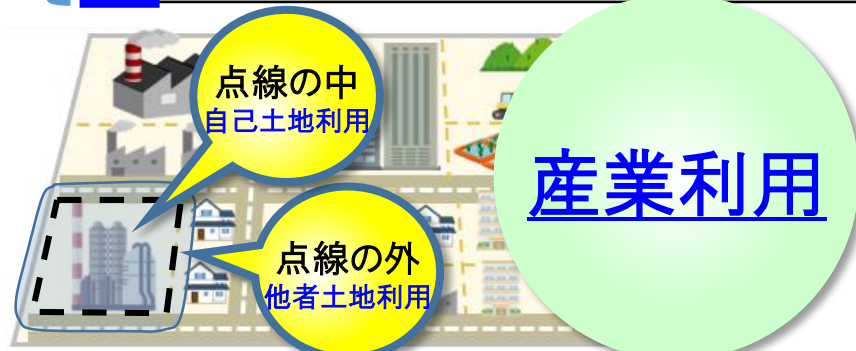 点線の中
自己土地利用
点線の外
他者土地利用
産業利用